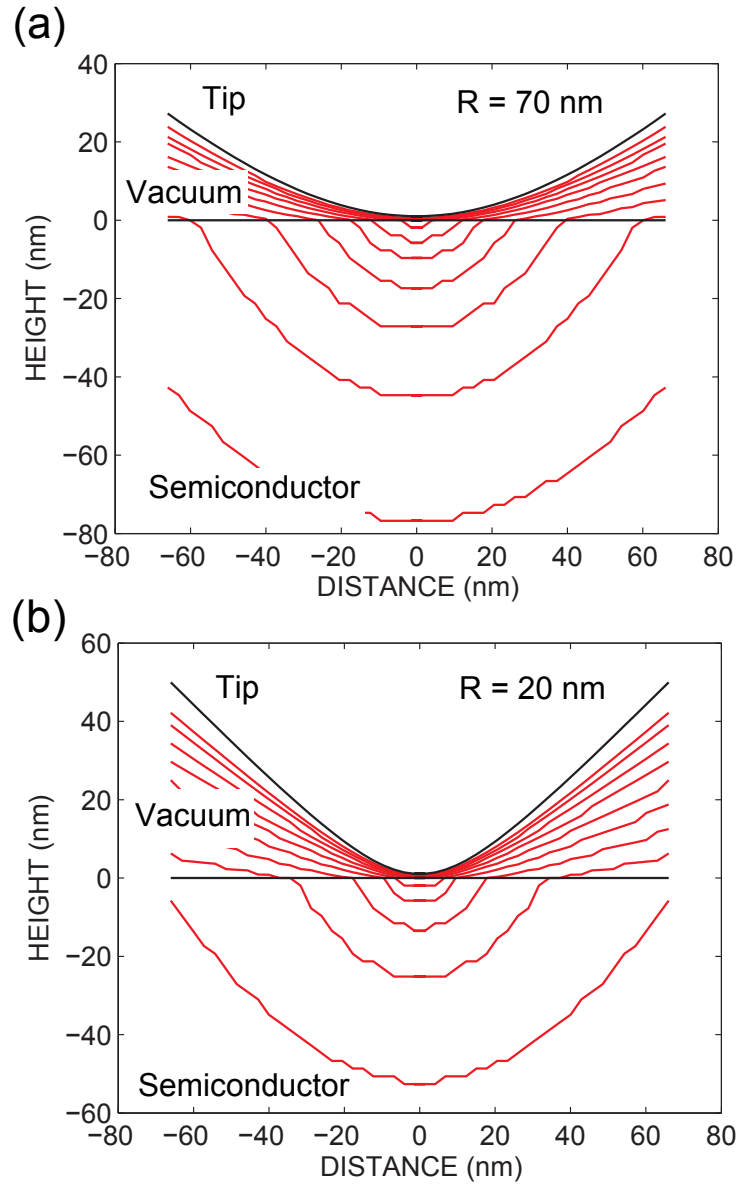 (a)
40
Tip
R = 70 nm
20
Vacuum
0
−20
HEIGHT (nm)
−40
−60
Semiconductor
−80
−80 −60 −40 −20 0 20 40 60 80
DISTANCE (nm)
(b)
60
Tip
R = 20 nm
40
20
Vacuum
0
HEIGHT (nm)
−20
−40
Semiconductor
−60
−80 −60 −40 −20 0 20 40 60 80
DISTANCE (nm)